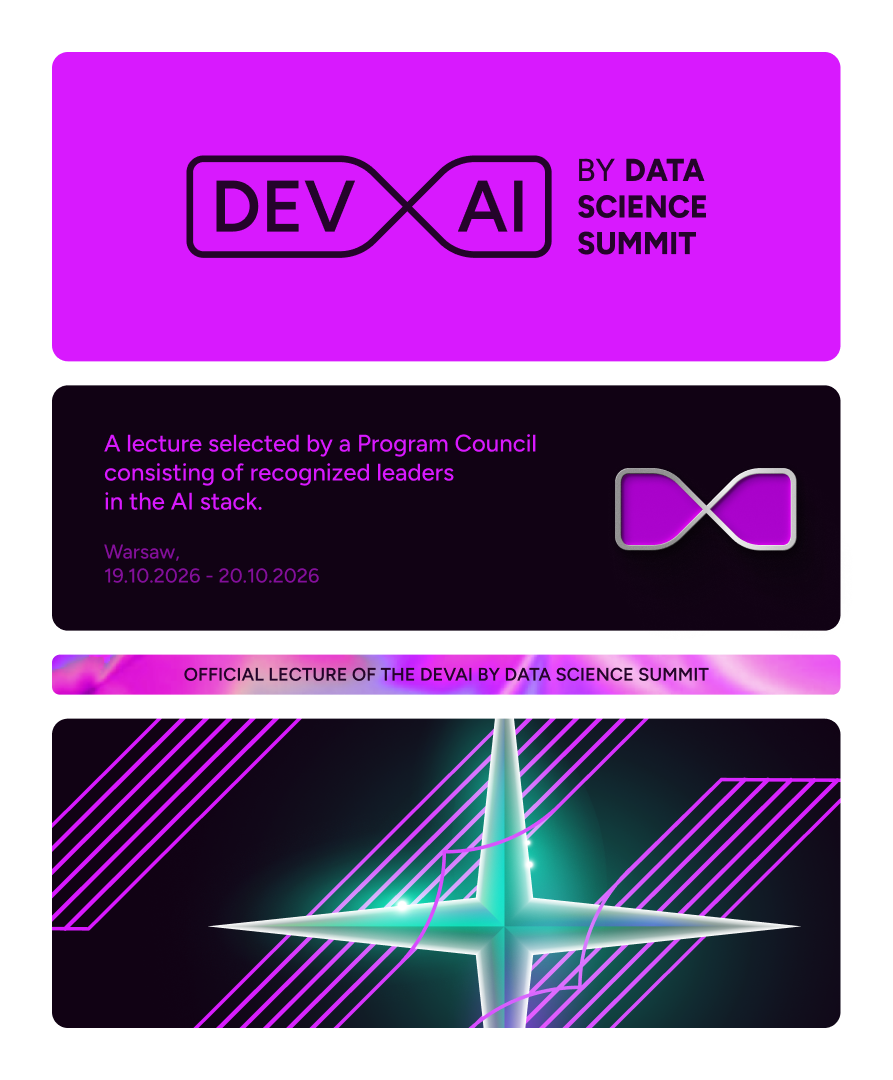 DEV AI
BY DATA
SCIENCE
SUMMIT
A lecture selected by a Program Council
consisting of recognized leaders
in the AI stack.
Warsaw,
19.10.2026 - 20.10.2026
OFFICIAL LECTURE OF THE DEVAI BY DATA SCIENCE SUMMIT